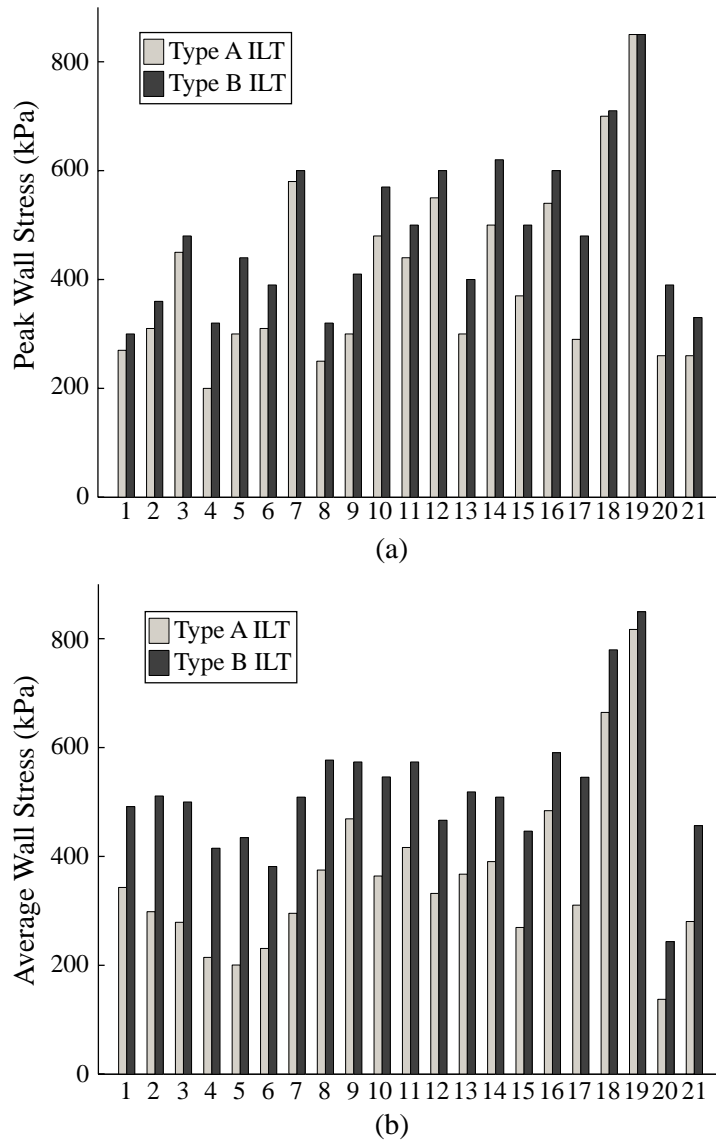 800
600
400
200
0
Peak Wall Stress (kPa)
Type A ILT
Type B ILT
1 2 3 4 5 6 7 8 9 10 11 12 13 14 15 16 17 18 19 20 21
(a)
800
600
400
200
0
Average Wall Stress (kPa)
Type A ILT
Type B ILT
1 2 3 4 5 6 7 8 9 10 11 12 13 14 15 16 17 18 19 20 21
(b)